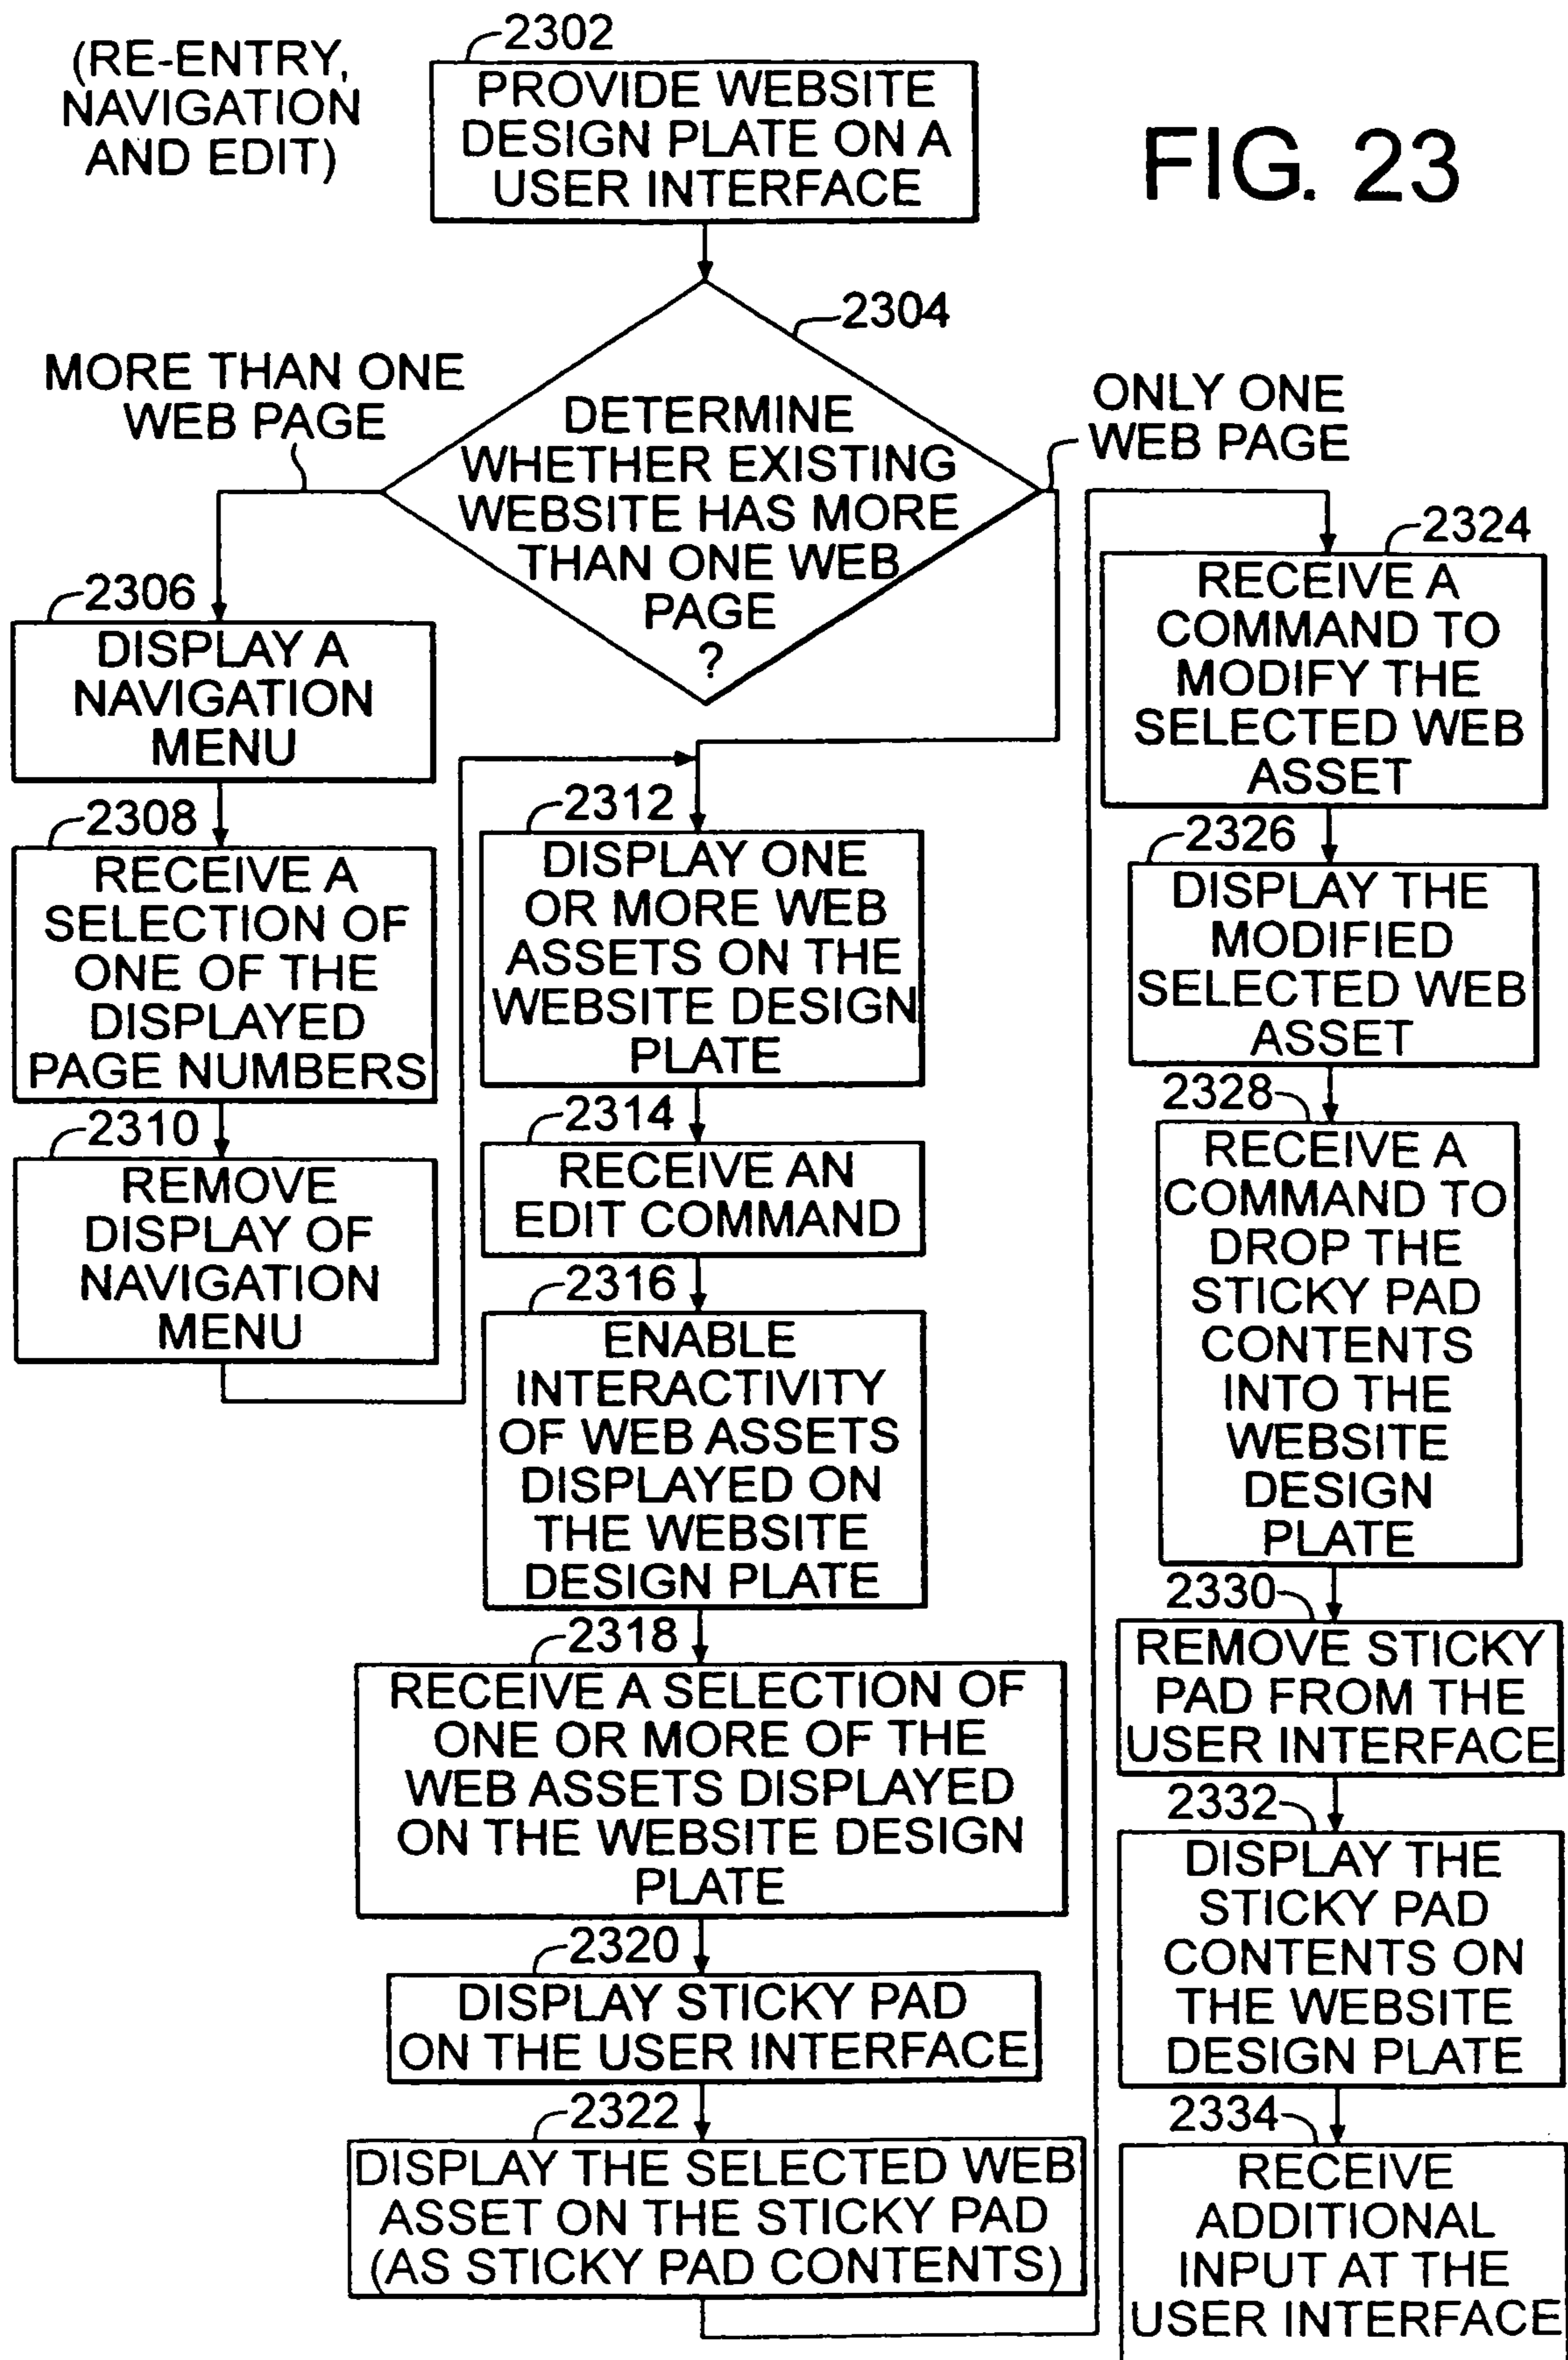 (RE-ENTRY,
NAVIGATION
AND EDIT)
FIG. 23
2302
PROVIDE WEBSITE
DESIGN PLATE ON A
USER INTERFACE
2304
DETERMINE
WHETHER EXISTING
WEBSITE HAS MORE
THAN ONE WEB
PAGE
?
MORE THAN ONE
WEB PAGE
ONLY ONE
WEB PAGE
2306
DISPLAY A
NAVIGATION
MENU
2308
RECEIVE A
SELECTION OF
ONE OF THE
DISPLAYED
PAGE NUMBERS
2310
REMOVE
DISPLAY OF
NAVIGATION
MENU
2312
DISPLAY ONE
OR MORE WEB
ASSETS ON THE
WEBSITE DESIGN
PLATE
2314
RECEIVE AN
EDIT COMMAND
2316
ENABLE
INTERACTIVITY
OF WEB ASSETS
DISPLAYED ON
THE WEBSITE
DESIGN PLATE
2318
RECEIVE A SELECTION OF
ONE OR MORE OF THE
WEB ASSETS DISPLAYED
ON THE WEBSITE DESIGN
PLATE
2320
DISPLAY STICKY PAD
ON THE USER INTERFACE
2322
DISPLAY THE SELECTED WEB
ASSET ON THE STICKY PAD
(AS STICKY PAD CONTENTS)
2324
RECEIVE A
COMMAND TO
MODIFY THE
SELECTED WEB
ASSET
2326
DISPLAY THE
MODIFIED
SELECTED WEB
ASSET
2328
RECEIVE A
COMMAND TO
DROP THE
STICKY PAD
CONTENTS
INTO THE
WEBSITE
DESIGN
PLATE
2330
REMOVE STICKY
PAD FROM THE
USER INTERFACE
2332
DISPLAY THE
STICKY PAD
CONTENTS ON
THE WEBSITE
DESIGN PLATE
2334
RECEIVE
ADDITIONAL
INPUT AT THE
USER INTERFACE